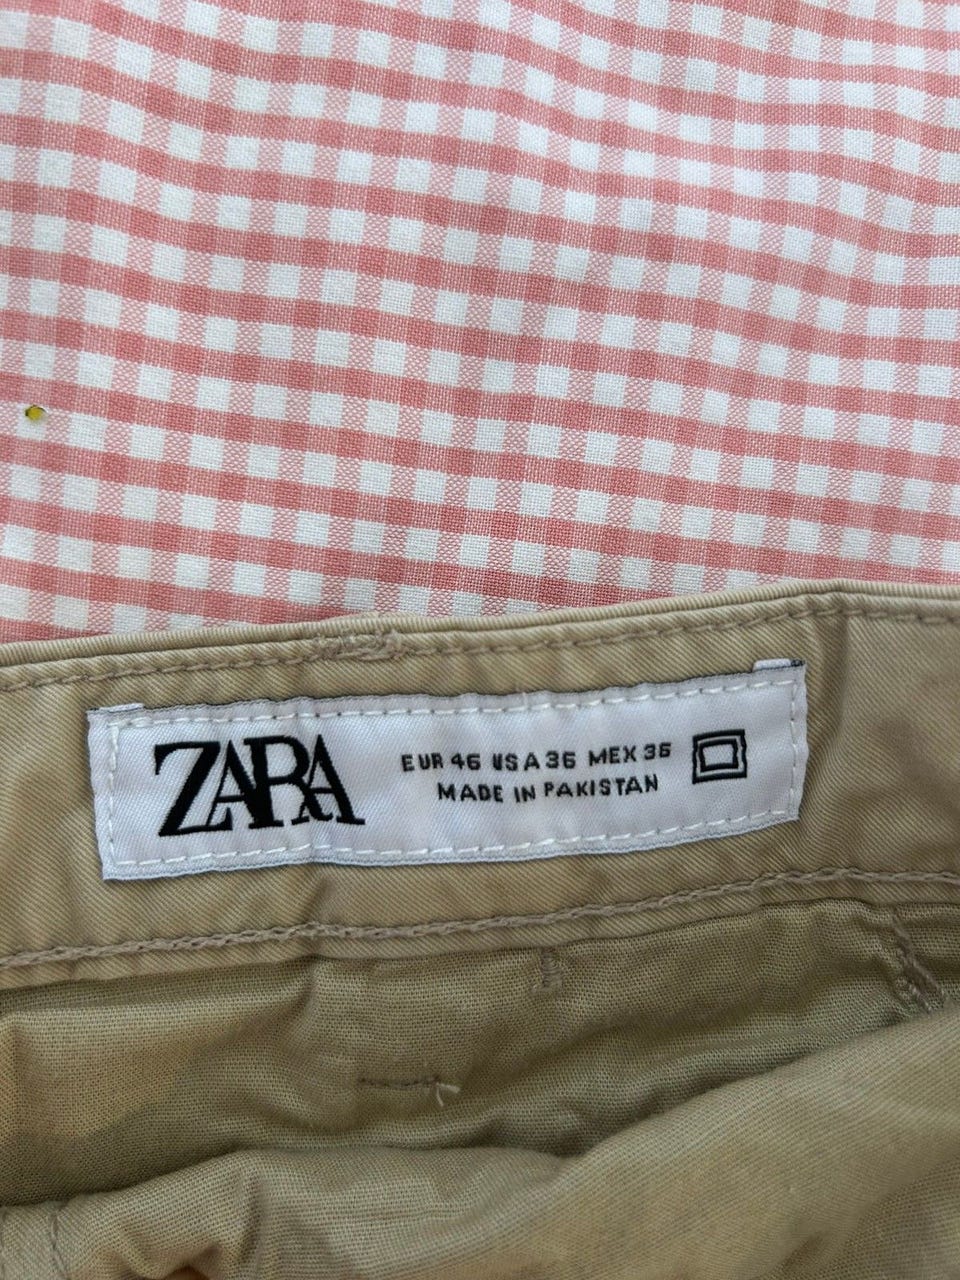 ZARA
EUR 46 USA 36 MEX 36
MADE IN PAKISTAN